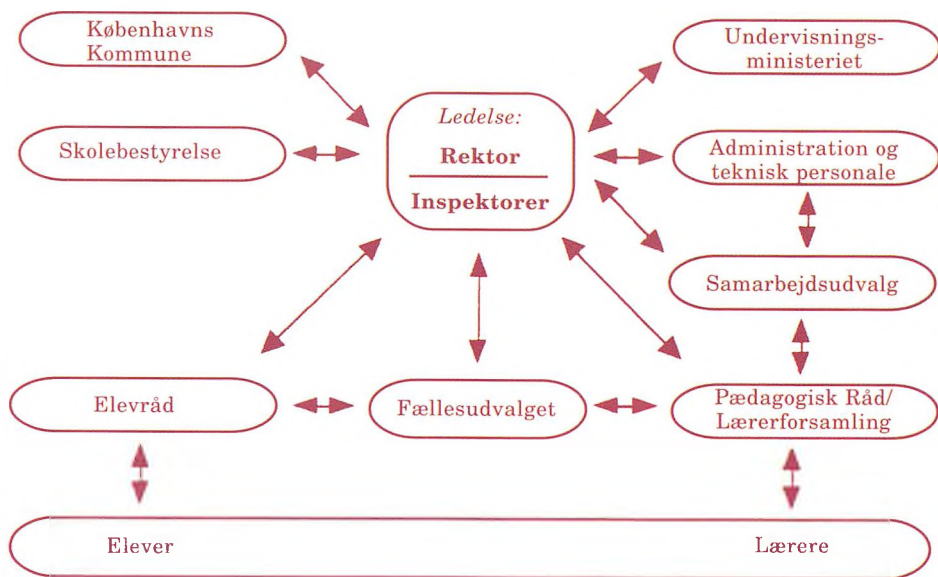 Københavns
Kommune
Undervisnings-
ministeriet
Ledelse:
Rektor
Inspektorer
Skolebestyrelse
Administration og
teknisk personale
Samarbejdsudvalg
Elevråd
Fællesudvalget
Pædagogisk Råd/
Lærerforsamling
Elever
Lærere